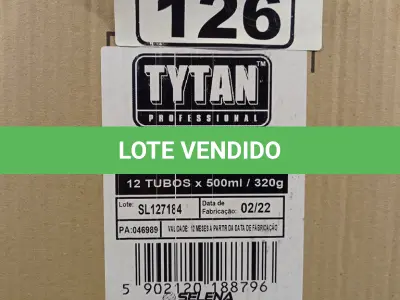 126
TYTAN™
PROFESSIONAL
LOTE VENDIDO
12 TUBOS x 500ml / 320g
Lote: SL127184 Data de Fabricação: 02/22
PA:046989 VALIDADE: 12 MESES A PARTIR DA DATA DE FABRICAÇÃO
5 902120 188796
SELENA